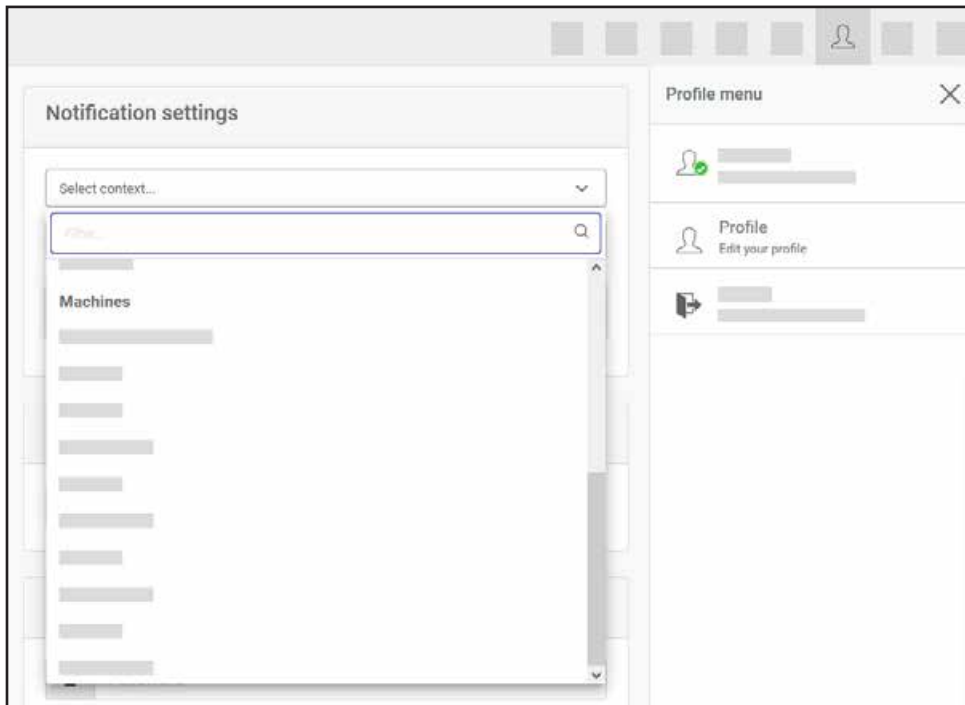 Notification settings
Select context...
Filter...
Machines
Profile menu
Profile
Edit your profile